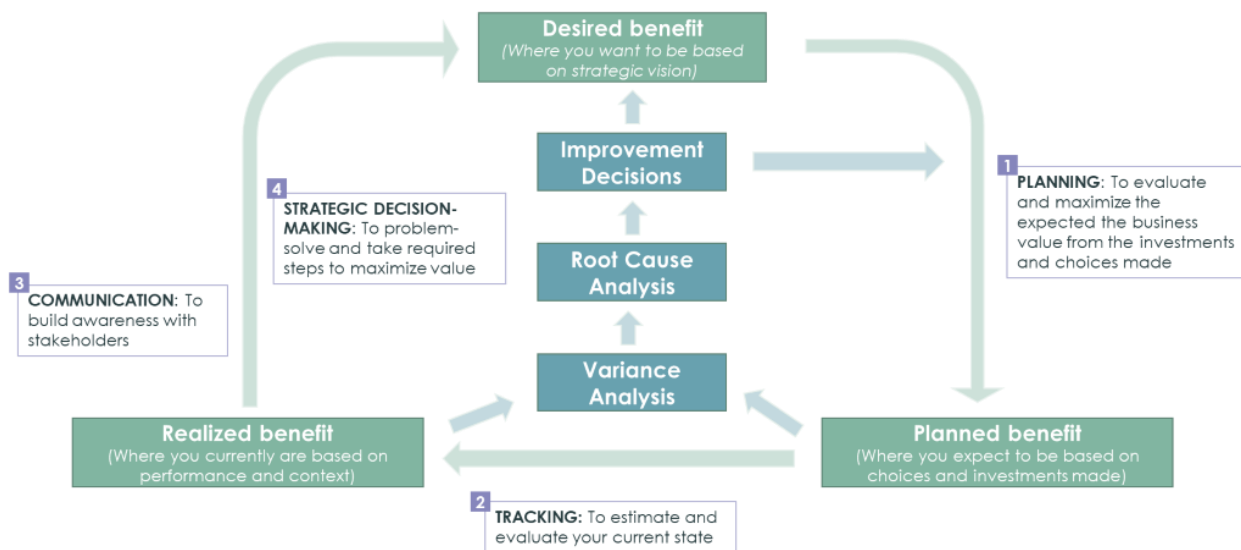 Desired benefit
(Where you want to be based
on strategic vision)
Improvement
Decisions
1
PLANNING: To evaluate
and maximize the
expected the business
value from the investments
and choices made
4
STRATEGIC DECISION-
MAKING: To problem-
solve and take required
steps to maximize value
Root Cause
Analysis
3
COMMUNICATION: To
build awareness with
stakeholders
Variance
Analysis
Realized benefit
(Where you currently are based on
performance and context)
Planned benefit
(Where you expect to be based on
choices and investments made)
2
TRACKING: To estimate and
evaluate your current state